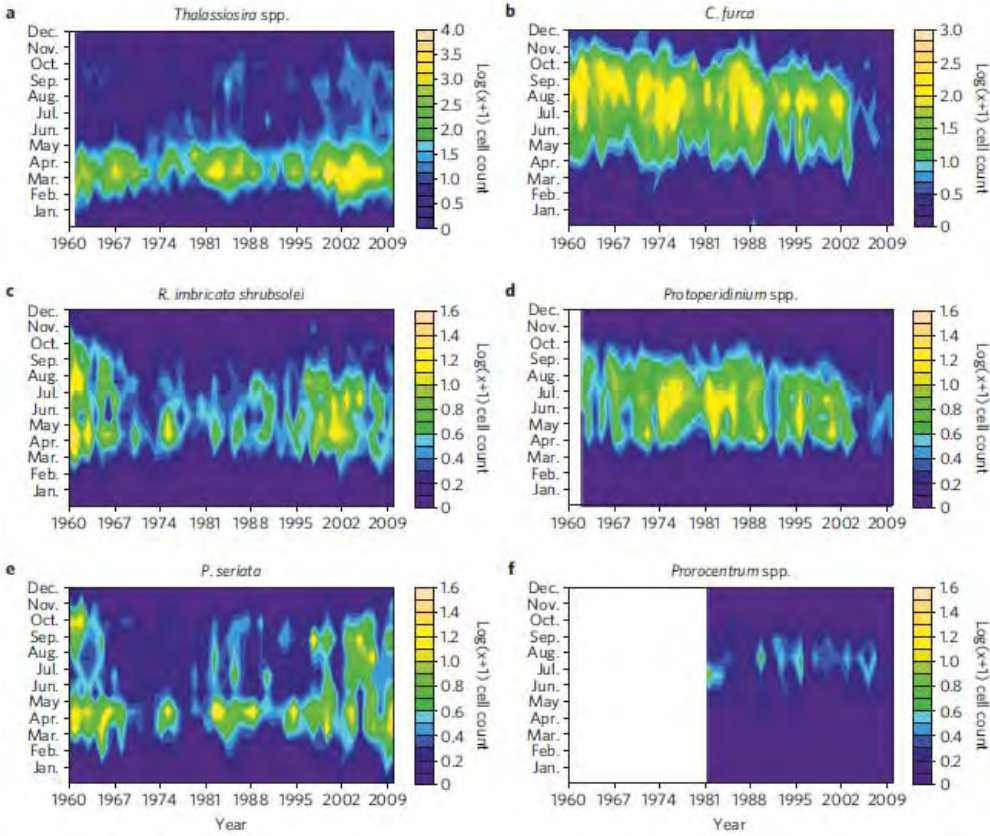 a
Thalassiosira spp.
Dec.
Nov.
Oct.
Sep.
Aug.
Jul.
Jun.
May
Apr.
Mar.
Feb.
Jan.
1960 1967 1974 1981 1988 1995 2002 2009
4.0
3.5
3.0
2.5
2.0
1.5
1.0
4.5
0
Log(x+1) cell count
b
C. furca
Dec.
Nov.
Oct.
Sep.
Aug.
Jul.
Jun.
May
Apr.
Mar.
Feb.
Jan.
1960 1967 1974 1981 1988 1995 2002 2009
3.0
2.5
2.0
1.5
1.0
0.5
0
Log(x+1) cell count
c
R. imbricata shrubsolei
Dec.
Nov.
Oct.
Sep.
Aug.
Jul.
Jun.
May
Apr.
Mar.
Feb.
Jan.
1960 1967 1974 1981 1988 1995 2002 2009
1.6
1.4
1.2
1.0
0.8
0.6
0.4
0.2
0
Log(x+1) cell count
d
Protoperidinium spp.
Dec.
Nov.
Oct.
Sep.
Aug.
Jul.
Jun.
May
Apr.
Mar.
Feb.
Jan.
1960 1967 1974 1981 1988 1995 2002 2009
1.6
1.4
1.2
1.0
0.8
0.6
0.4
0.2
0
Log(x+1) cell count
e
P. seriata
Dec.
Nov.
Oct.
Sep.
Aug.
Jul.
Jun.
May
Apr.
Mar.
Feb.
Jan.
1960 1967 1974 1981 1988 1995 2002 2009
Year
1.6
1.4
1.2
1.0
0.8
0.6
0.4
0.2
0
Log(x+1) cell count
f
Prorocentrum spp.
Dec.
Nov.
Oct.
Sep.
Aug.
Jul.
Jun.
May
Apr.
Mar.
Feb.
Jan.
1960 1967 1974 1981 1988 1995 2002 2009
Year
1.6
1.4
1.2
1.0
0.8
0.6
0.4
0.2
0
Log(x+1) cell count